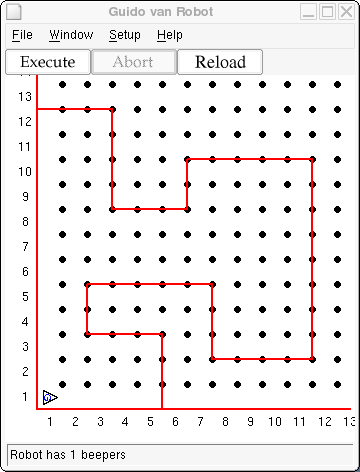 Guido van Robot
File Window Setup Help
Execute Abort Reload
13
12
11
10
9
8
7
6
5
4
3
2
1
1 2 3 4 5 6 7 8 9 10 11 12
Robot has 1 beepers